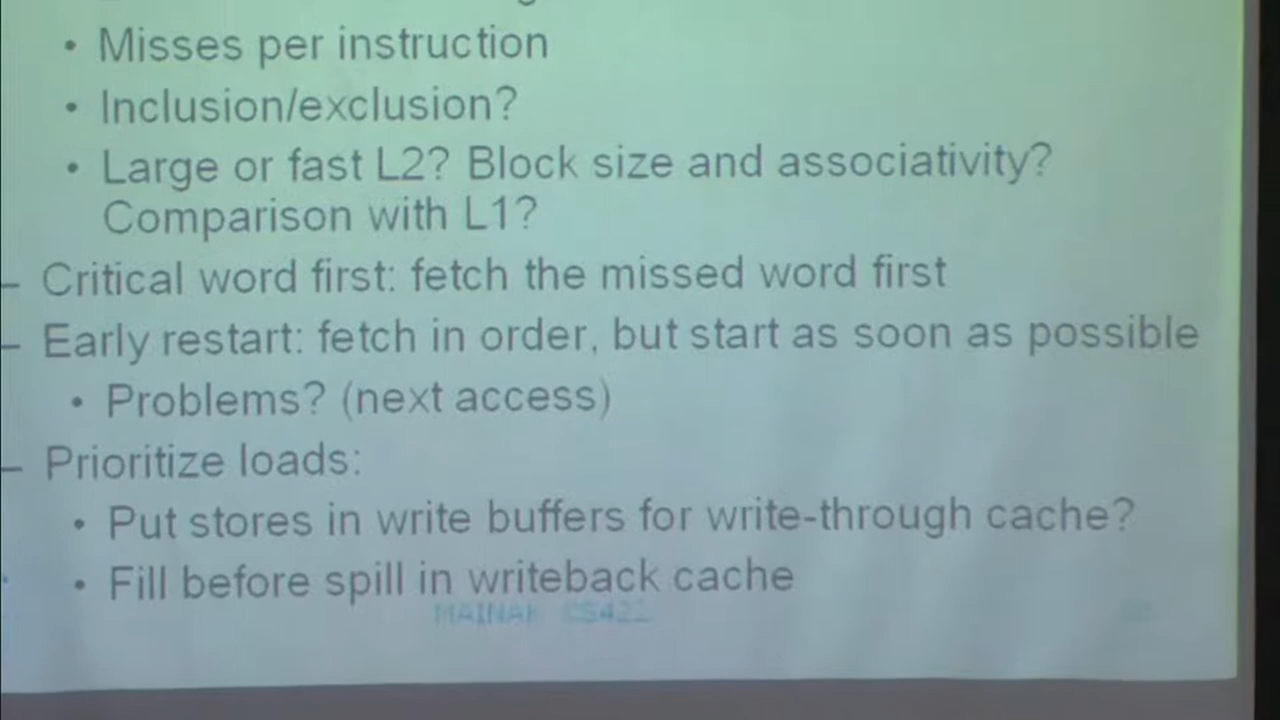 • Misses per instruction
• Inclusion/exclusion?
• Large or fast L2? Block size and associativity?
Comparison with L1?
– Critical word first: fetch the missed word first
– Early restart: fetch in order, but start as soon as possible
• Problems? (next access)
– Prioritize loads:
• Put stores in write buffers for write-through cache?
• Fill before spill in writeback cache
MAINAK CS422